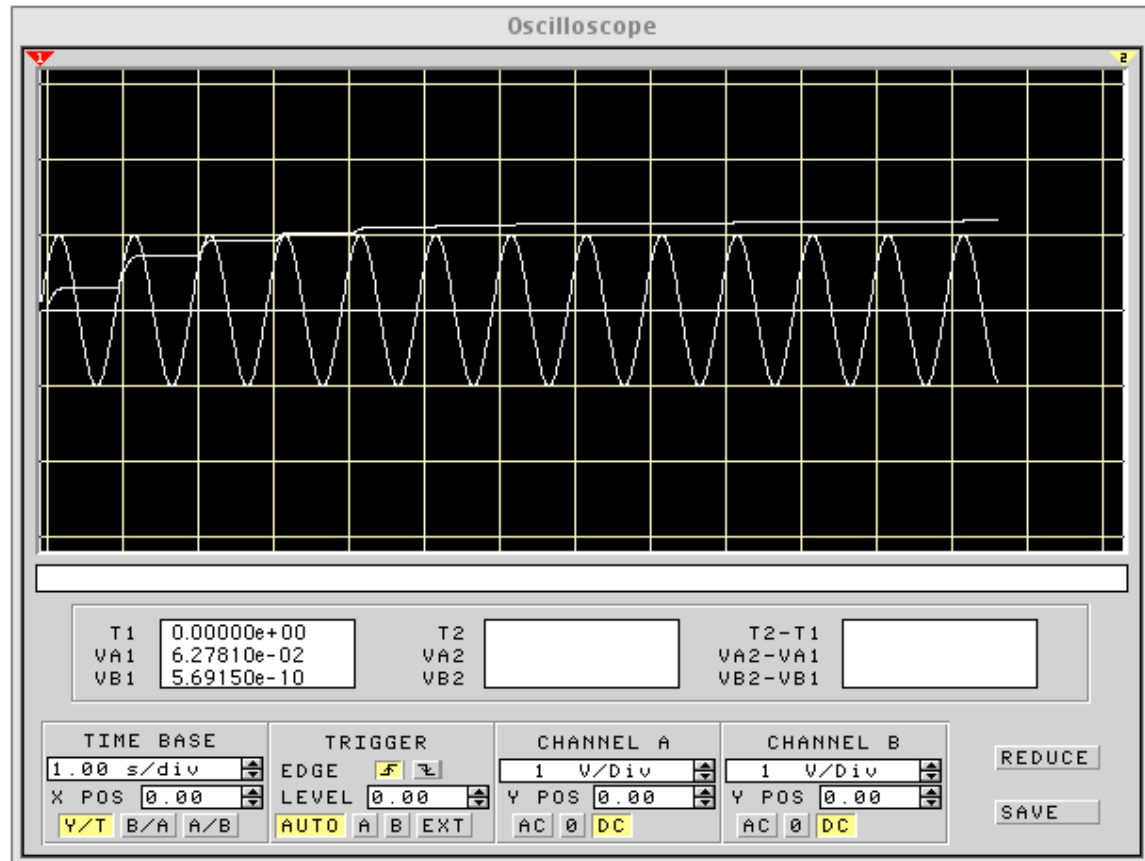 Oscilloscope
1 2
T1 0.00000e+00 T2 T2-T1
VA1 6.27810e-02 VA2 VA2-VA1
VB1 5.69150e-10 VB2 VB2-VB1
TIME BASE TRIGGER CHANNEL A CHANNEL B
1.00 s/div EDGE 1 V/Div 1 V/Div REDUCE
X POS 0.00 LEVEL 0.00 Y POS 0.00 Y POS 0.00
Y/T B/A A/B AUTO A B EXT AC 0 DC AC 0 DC SAVE